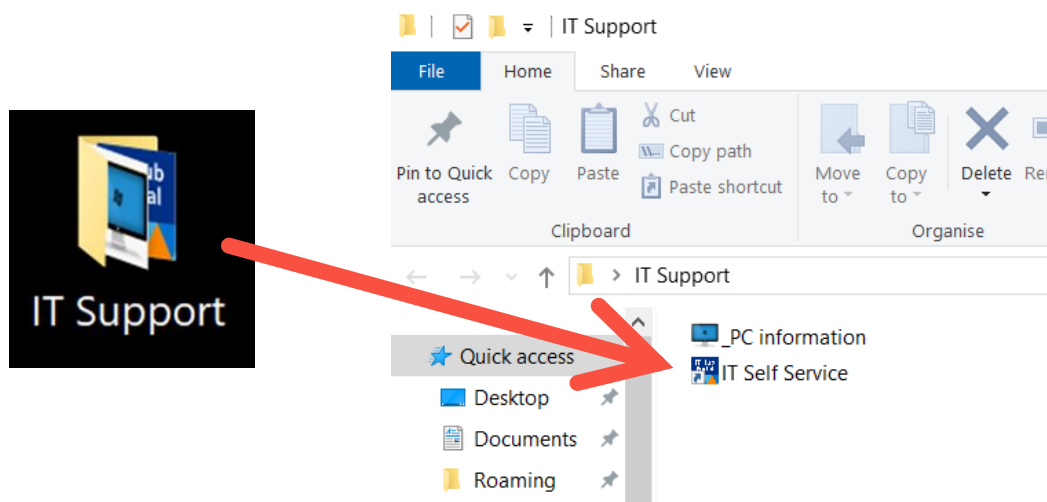 IT Support
IT Support
File Home Share View
Pin to Quick access
Copy
Paste
Cut
Copy path
Paste shortcut
Move to
Copy to
Delete
Clipboard
Organise
IT Support
Quick access
Desktop
Documents
Roaming
_PC information
IT Self Service